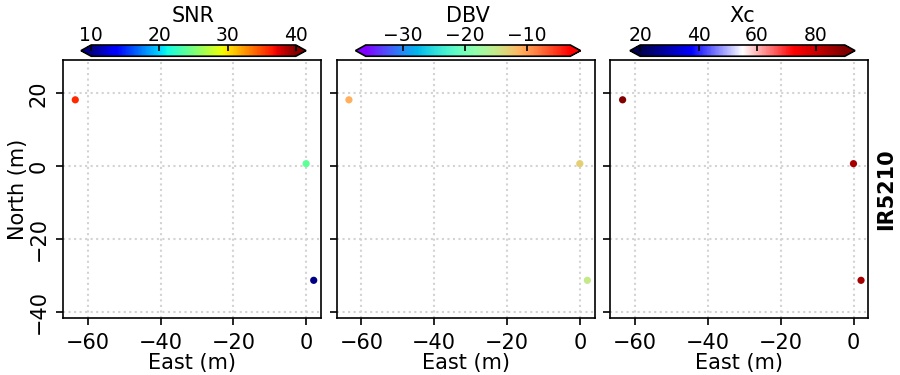 SNR DBV Xc
10 20 30 40 −30 −20 −10 20 40 60 80
20
0
−20
−40
North (m)
IR5210
−60 −40 −20 0 −60 −40 −20 0 −60 −40 −20 0
East (m) East (m) East (m)